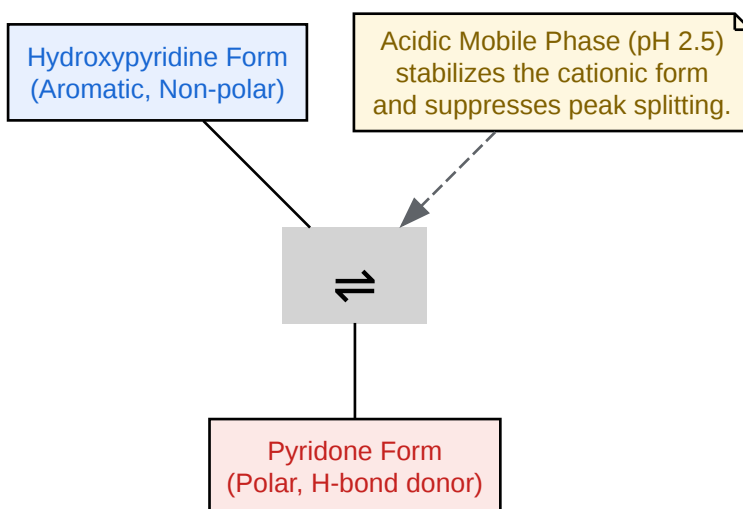 Hydroxypyridine Form
(Aromatic, Non-polar)
Acidic Mobile Phase (pH 2.5)
stabilizes the cationic form
and suppresses peak splitting.
⇌
Pyridone Form
(Polar, H-bond donor)